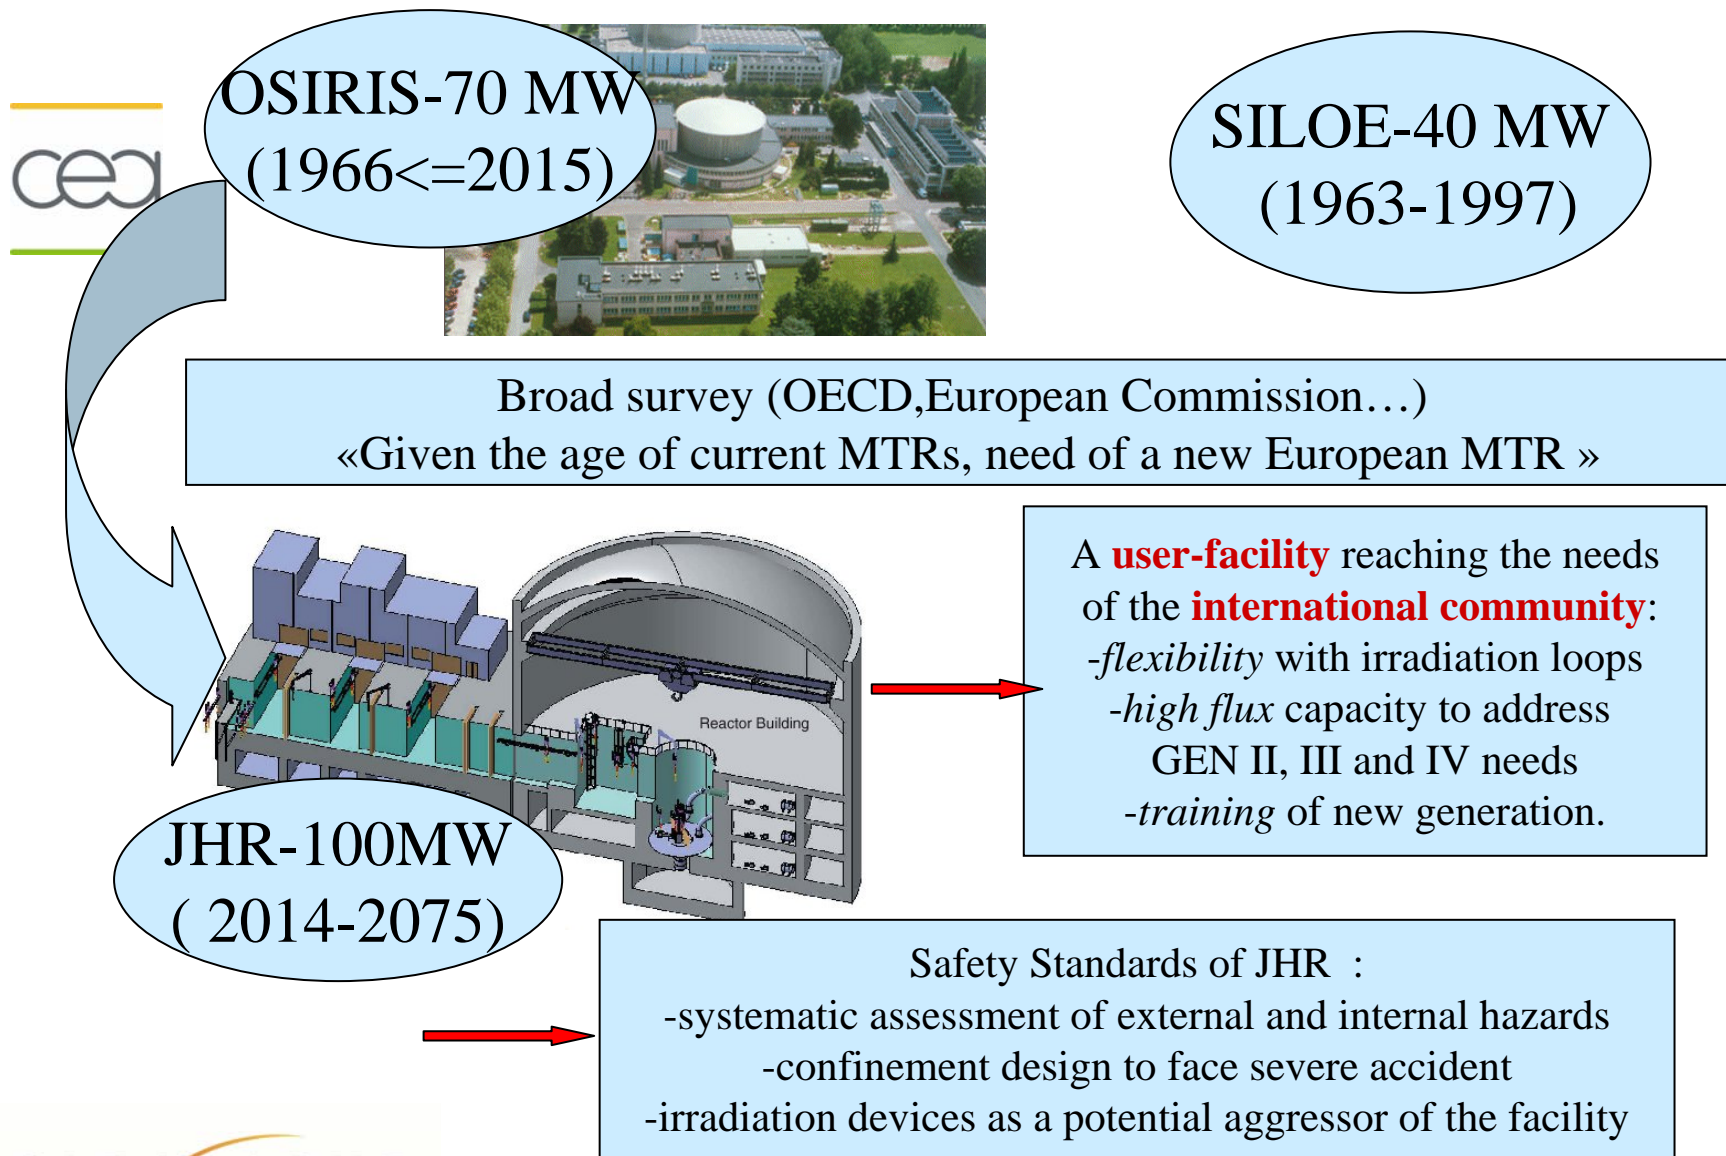 cea
OSIRIS-70 MW
(1966<=2015)
SILOE-40 MW
(1963-1997)
Broad survey (OECD,European Commission…)
«Given the age of current MTRs, need of a new European MTR »
A user-facility reaching the needs
of the international community:
-flexibility with irradiation loops
-high flux capacity to address
GEN II, III and IV needs
-training of new generation.
Reactor Building
JHR-100MW
( 2014-2075)
Safety Standards of JHR :
-systematic assessment of external and internal hazards
-confinement design to face severe accident
-irradiation devices as a potential aggressor of the facility